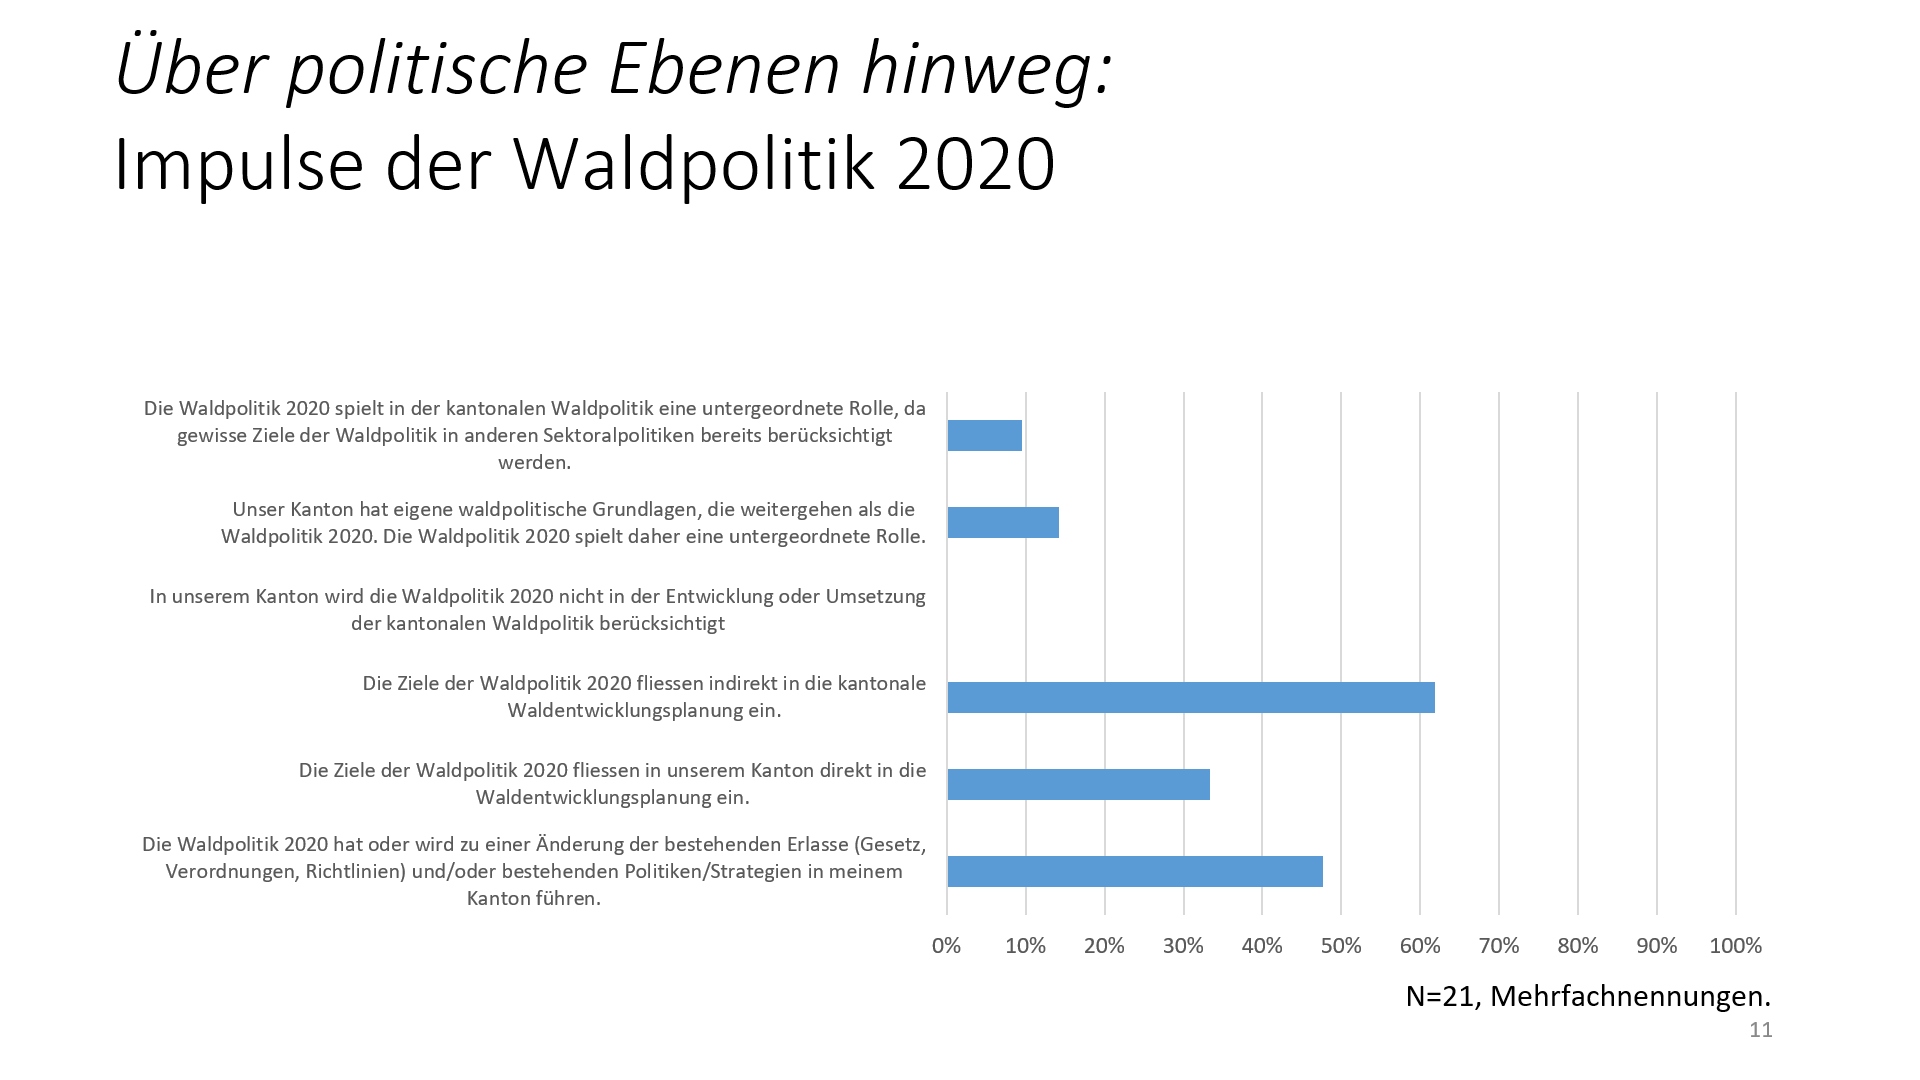 Über politische Ebenen hinweg:
Impulse der Waldpolitik 2020
Die Waldpolitik 2020 spielt in der kantonalen Waldpolitik eine untergeordnete Rolle, da
gewisse Ziele der Waldpolitik in anderen Sektoralpolitiken bereits berücksichtigt
werden.
Unser Kanton hat eigene waldpolitische Grundlagen, die weitergehen als die
Waldpolitik 2020. Die Waldpolitik 2020 spielt daher eine untergeordnete Rolle.
In unserem Kanton wird die Waldpolitik 2020 nicht in der Entwicklung oder Umsetzung
der kantonalen Waldpolitik berücksichtigt
Die Ziele der Waldpolitik 2020 fliessen indirekt in die kantonale
Waldentwicklungsplanung ein.
Die Ziele der Waldpolitik 2020 fliessen in unserem Kanton direkt in die
Waldentwicklungsplanung ein.
Die Waldpolitik 2020 hat oder wird zu einer Änderung der bestehenden Erlasse (Gesetz,
Verordnungen, Richtlinien) und/oder bestehenden Politiken/Strategien in meinem
Kanton führen.
0% 10% 20% 30% 40% 50% 60% 70% 80% 90% 100%
N=21, Mehrfachnennungen.
11